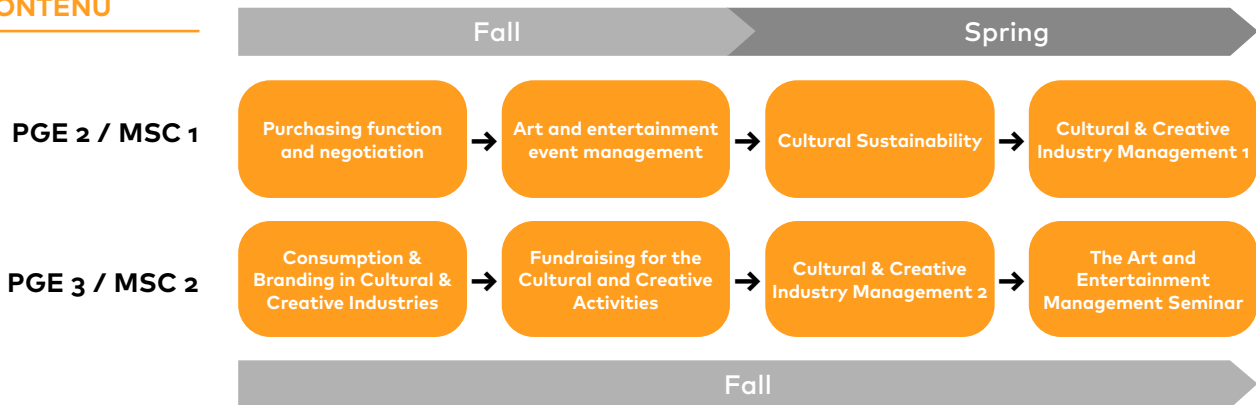 ONTENU
Fall
Spring
PGE 2 / MSC 1
Purchasing function
and negotiation
→
Art and entertainment
event management
→
Cultural Sustainability
→
Cultural & Creative
Industry Management 1
PGE 3 / MSC 2
Consumption &
Branding in Cultural &
Creative Industries
→
Fundraising for the
Cultural and Creative
Activities
→
Cultural & Creative
Industry Management 2
→
The Art and
Entertainment
Management Seminar
Fall